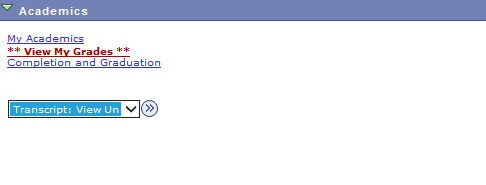 Academics
My Academics
** View My Grades **
Completion and Graduation
Transcript: View Un